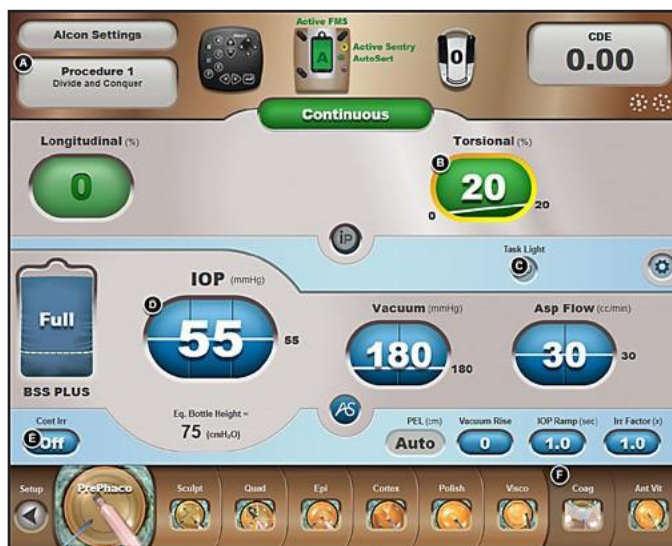 Alcon Settings
A
Procedure 1
Divide and Conquer
Active FMS
A
Active Sentry
AutoSert
0
CDE
0.00
Continuous
Longitudinal (%)
0
Torsional (%)
B
20
0
20
iP
Task Light
C
Full
BSS PLUS
IOP (mmHg)
D
55
55
Eq. Bottle Height =
75 (cmH₂O)
Vacuum (mmHg)
180
180
Asp Flow (cc/min)
30
30
AS
Cont Irr
E
Off
PEL (cm)
Auto
Vacuum Rise
0
IOP Ramp (sec)
1.0
Irr Factor (x)
1.0
Setup
PrePhaco
Sculpt
Quad
Epi
Cortex
Polish
Visco
F
Coag
Ant Vit